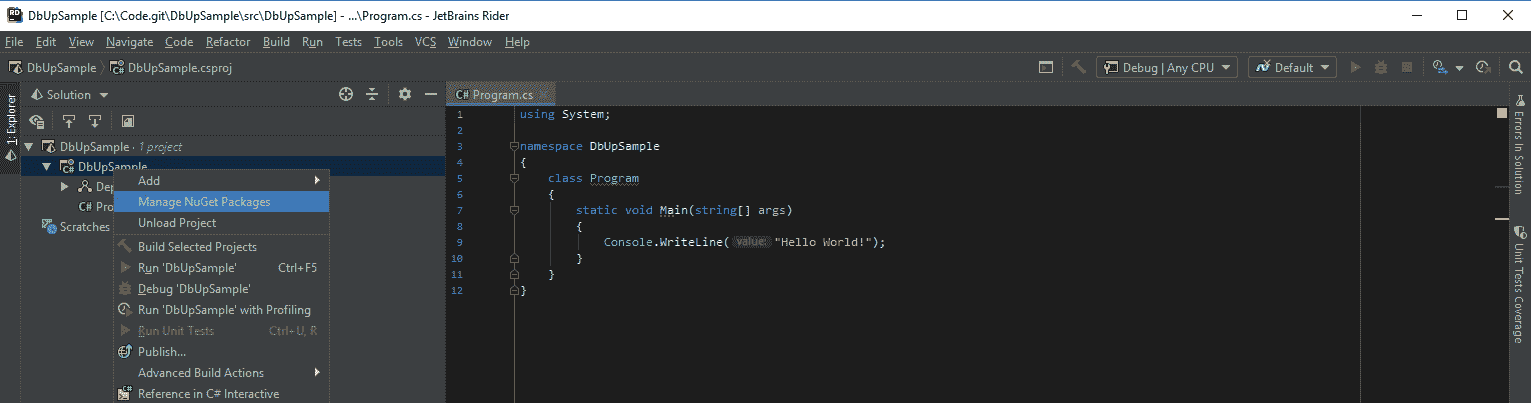 DbUpSample [C:\Code.git\DbUpSample\src\DbUpSample] - ...\Program.cs - JetBrains Rider
File Edit View Navigate Code Refactor Build Run Tests Tools VCS Window Help
DbUpSample DbUpSample.csproj Debug | Any CPU Default
1: Explorer
Solution
DbUpSample · 1 project
DbUpSample
Dep
C# Pro
Scratches
Add
Manage NuGet Packages
Unload Project
Build Selected Projects
Run 'DbUpSample' Ctrl+F5
Debug 'DbUpSample'
Run 'DbUpSample' with Profiling
Run Unit Tests Ctrl+U, R
Publish...
Advanced Build Actions
Reference in C# Interactive
C# Program.cs
1 using System;
2
3 namespace DbUpSample
4 {
5 class Program
6 {
7 static void Main(string[] args)
8 {
9 Console.WriteLine( value: "Hello World!");
10 }
11 }
12 }
Errors In Solution
Unit Tests Coverage